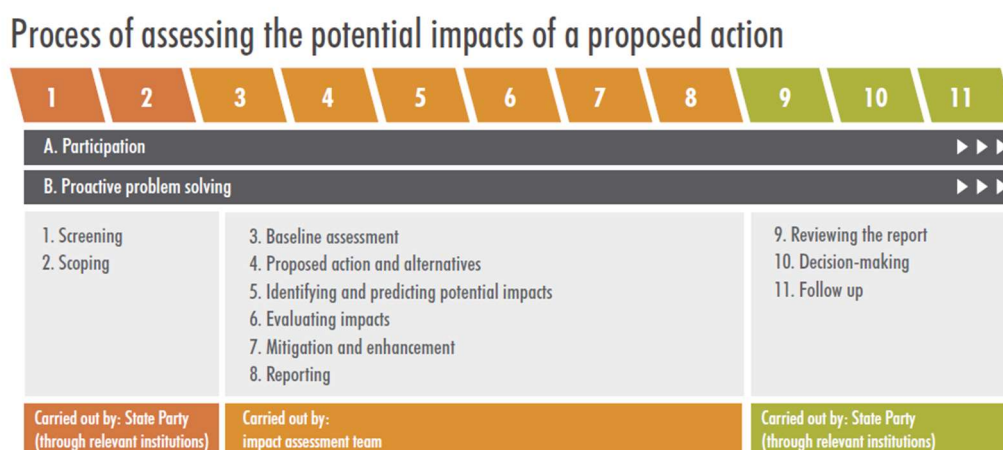 Process of assessing the potential impacts of a proposed action
1 2 3 4 5 6 7 8 9 10 11
A. Participation
B. Proactive problem solving
1. Screening
2. Scoping
3. Baseline assessment
4. Proposed action and alternatives
5. Identifying and predicting potential impacts
6. Evaluating impacts
7. Mitigation and enhancement
8. Reporting
9. Reviewing the report
10. Decision-making
11. Follow up
Carried out by: State Party
(through relevant institutions)
Carried out by:
impact assessment team
Carried out by: State Party
(through relevant institutions)